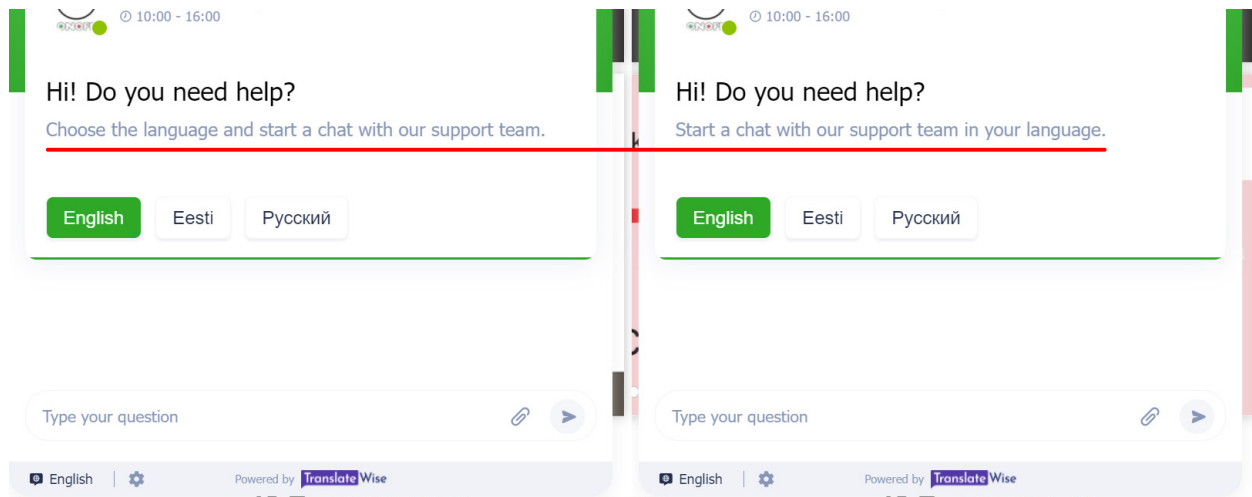 ONOFF
10:00 - 16:00
Hi! Do you need help?
Choose the language and start a chat with our support team.
English Eesti Русский
Type your question
English
Powered by TranslateWise
ONOFF
10:00 - 16:00
Hi! Do you need help?
Start a chat with our support team in your language.
English Eesti Русский
Type your question
English
Powered by TranslateWise